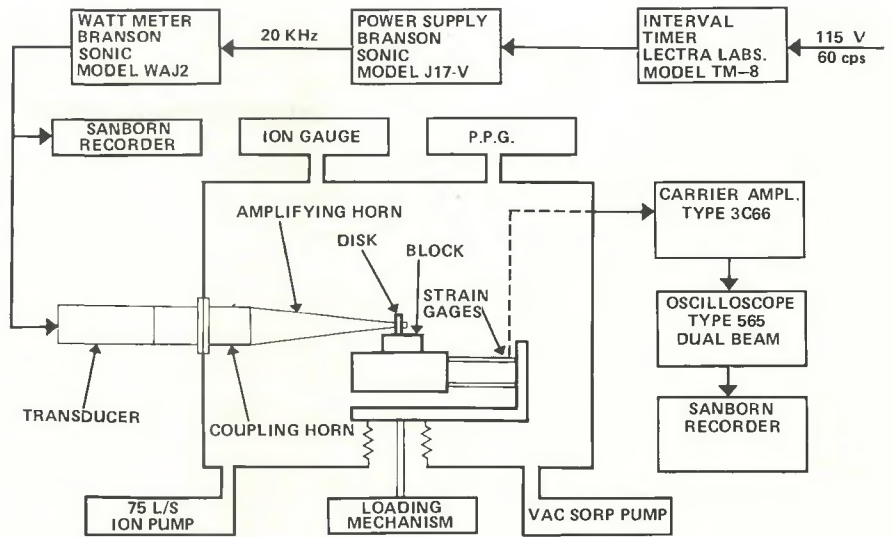 WATT METER
BRANSON
SONIC
MODEL WAJ2
20 KHz
POWER SUPPLY
BRANSON
SONIC
MODEL J17-V
INTERVAL
TIMER
LECTRA LABS.
MODEL TM-8
115 V
60 cps
SANBORN
RECORDER
ION GAUGE
P.P.G.
AMPLIFYING HORN
DISK
BLOCK
STRAIN
GAGES
CARRIER AMPL.
TYPE 3C66
OSCILLOSCOPE
TYPE 565
DUAL BEAM
SANBORN
RECORDER
TRANSDUCER
COUPLING HORN
75 L/S
ION PUMP
LOADING
MECHANISM
VAC SORP PUMP